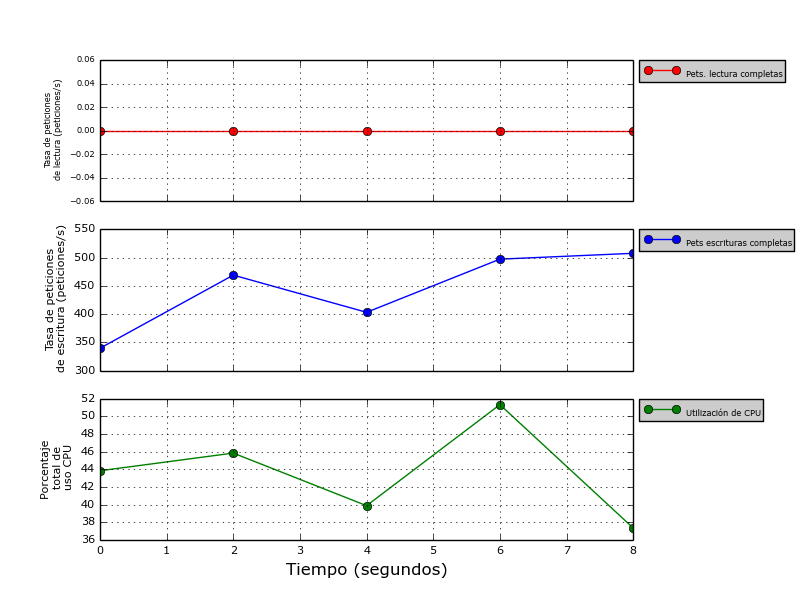 0.06
0.04
0.02
0.00
−0.02
−0.04
−0.06
Tasa de peticiones
de lectura (peticiones/s)
Pets. lectura completas
550
500
450
400
350
300
Tasa de peticiones
de escritura (peticiones/s)
Pets escrituras completas
52
50
48
46
44
42
40
38
36
Porcentaje
total de
uso CPU
Utilización de CPU
0 1 2 3 4 5 6 7 8
Tiempo (segundos)